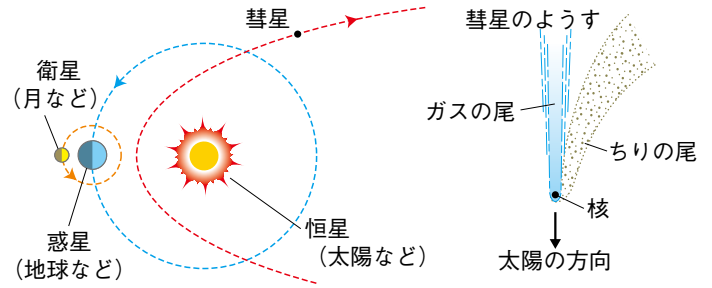 彗星
衛星
(月など)
惑星
(地球など)
恒星
(太陽など)
彗星のようす
ガスの尾
ちりの尾
核
太陽の方向